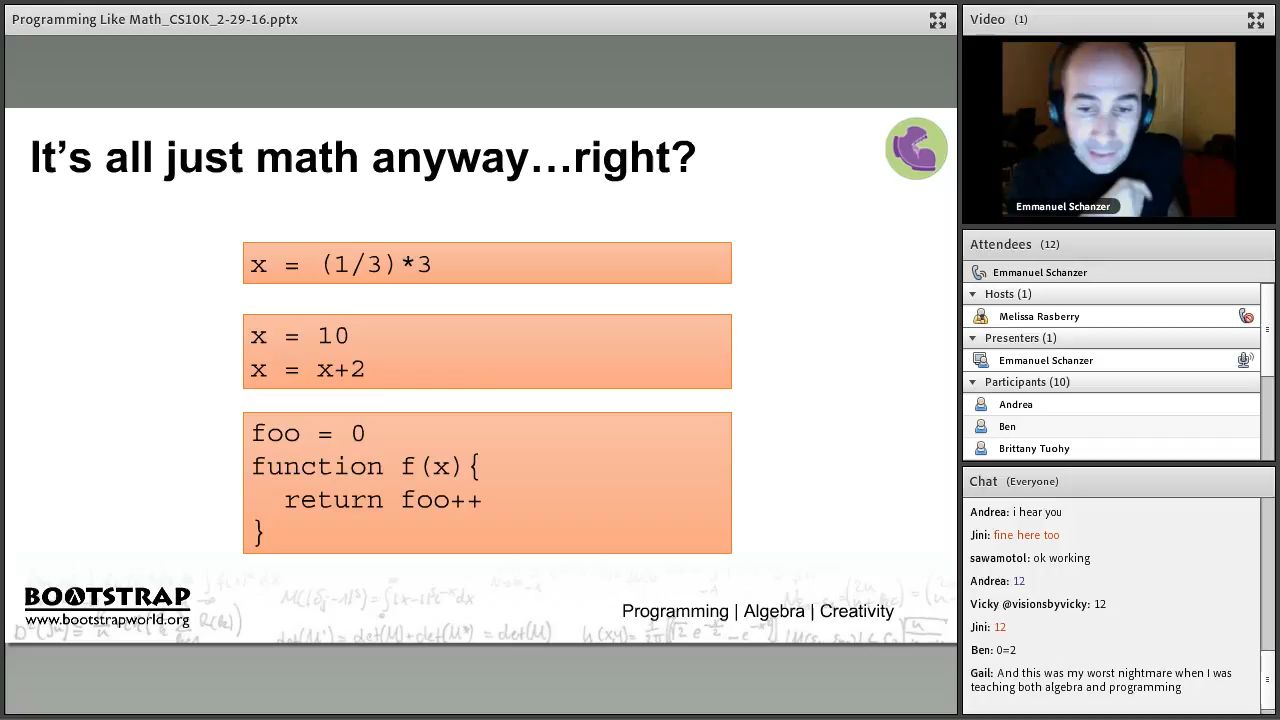 Programming Like Math_CS10K_2-29-16.pptx
It's all just math anyway…right?
x = (1/3)*3
x = 10
x = x+2
foo = 0
function f(x){
return foo++
}
BOOTSTRAP
www.bootstrapworld.org
Programming | Algebra | Creativity
Video (1)
Emmanuel Schanzer
Attendees (12)
Emmanuel Schanzer
Hosts (1)
Melissa Rasberry
Presenters (1)
Emmanuel Schanzer
Participants (10)
Andrea
Ben
Brittany Tuohy
Chat (Everyone)
Andrea: i hear you
Jini: fine here too
sawamotol: ok working
Andrea: 12
Vicky @visionsbyvicky: 12
Jini: 12
Ben: 0=2
Gail: And this was my worst nightmare when I was
teaching both algebra and programming